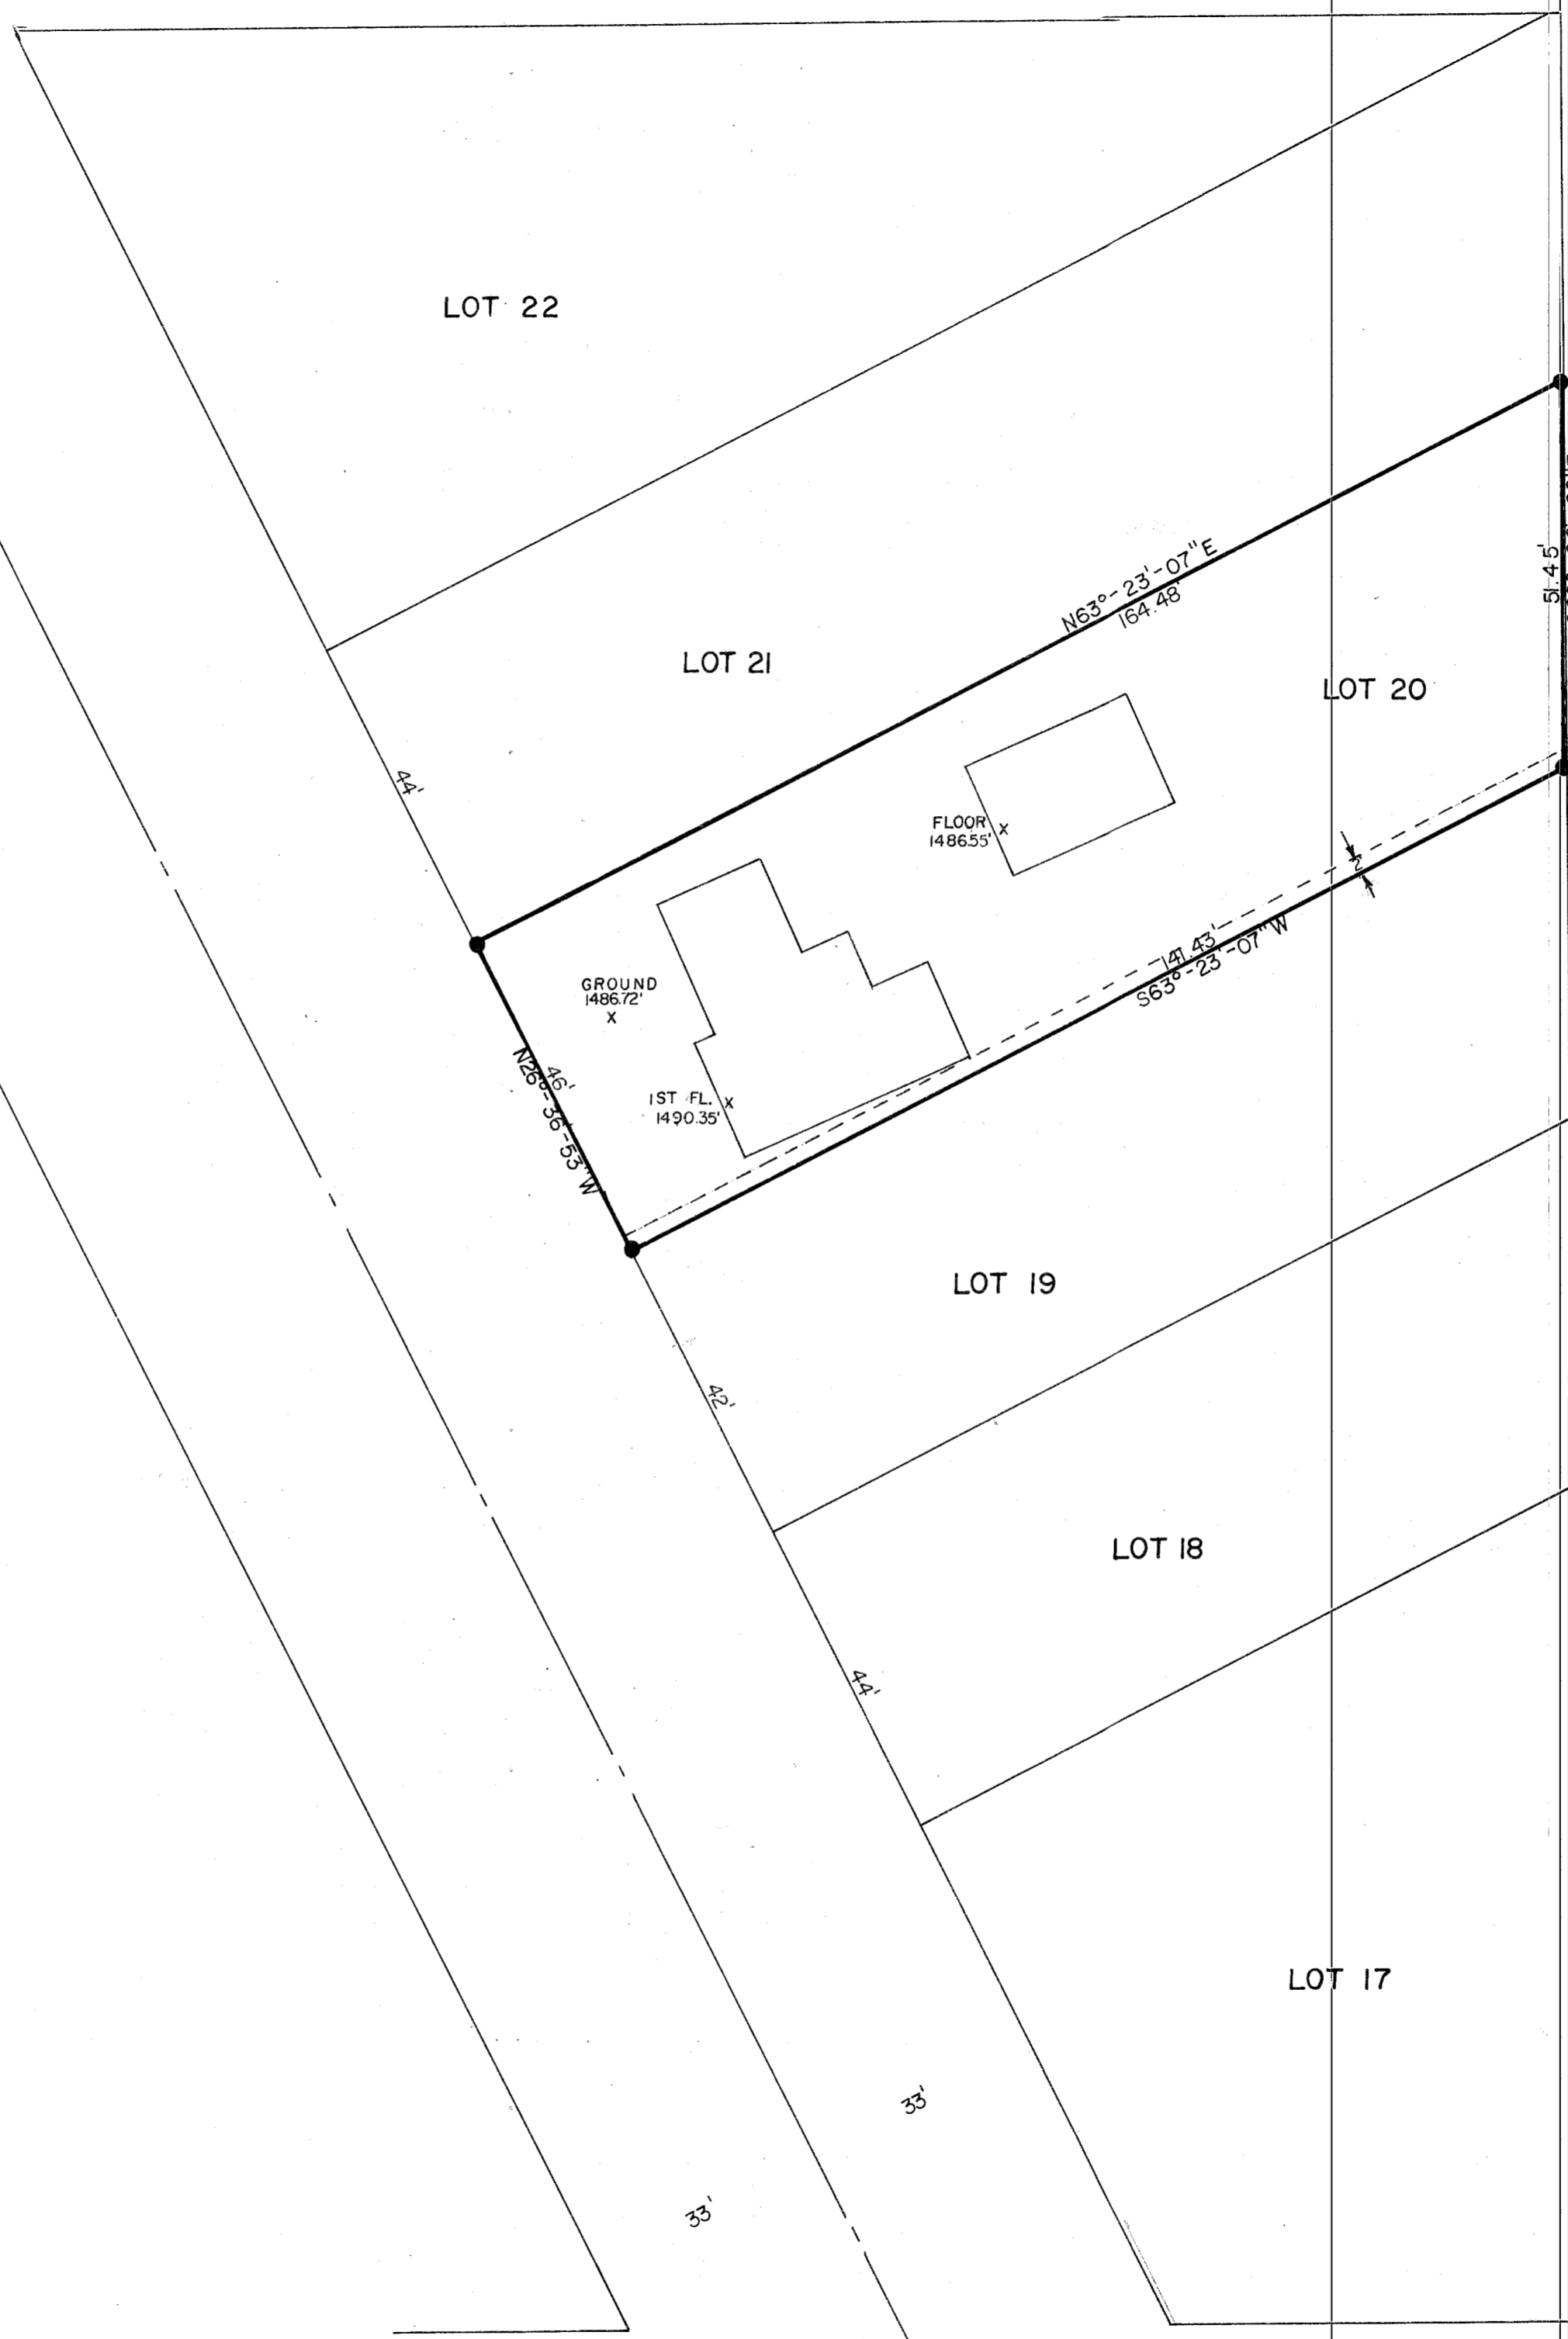 LOT 22
N63°-23'-07"E
164.48'
51.45'
LOT 21
LOT 20
44'
FLOOR x
1486.55'
2'
GROUND
1486.72'
x
141.43'
S63°-23'-07"W
46'
N26°-36'-53"W
1ST FL. x
1490.35'
LOT 19
42'
LOT 18
44'
LOT 17
33'
33'